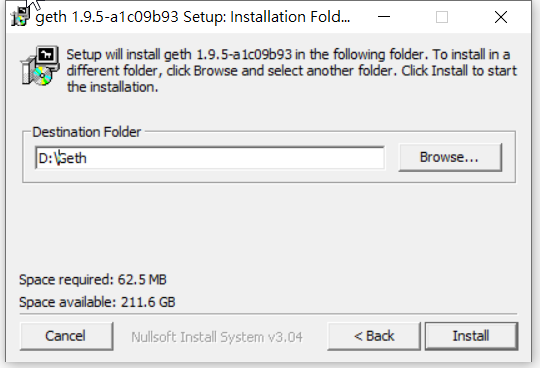 geth 1.9.5-a1c09b93 Setup: Installation Fold...
Setup will install geth 1.9.5-a1c09b93 in the following folder. To install in a
different folder, click Browse and select another folder. Click Install to start
the installation.
Destination Folder
D:\Geth
Browse...
Space required: 62.5 MB
Space available: 211.6 GB
Cancel
Nullsoft Install System v3.04
< Back
Install